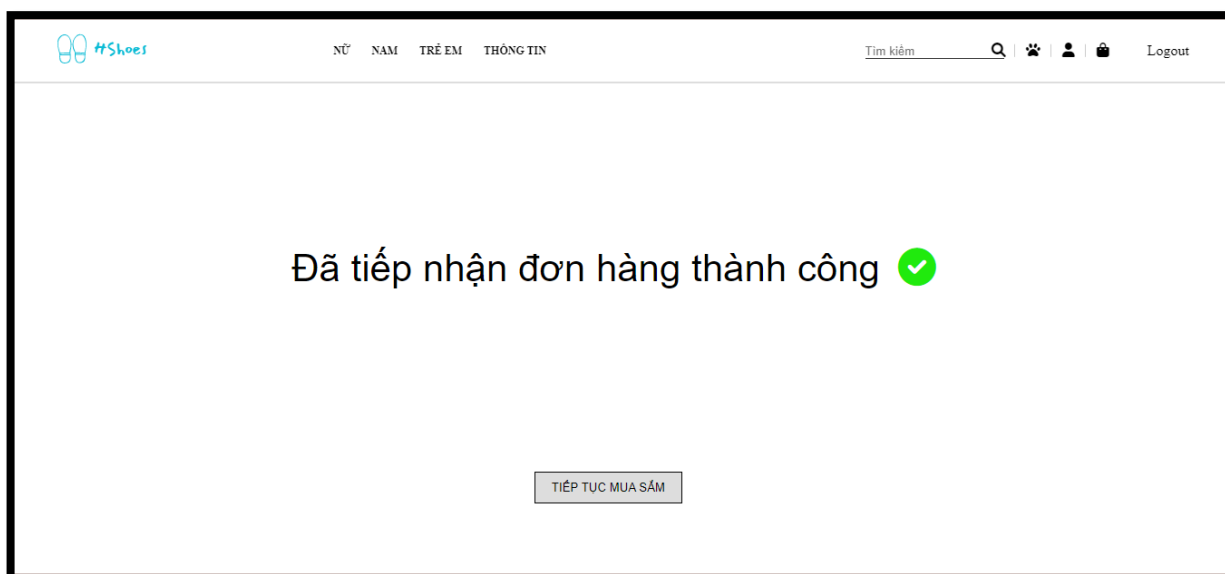 HShoes NỮ NAM TRẺ EM THÔNG TIN Tìm kiếm Logout
Đã tiếp nhận đơn hàng thành công
TIẾP TỤC MUA SẮM